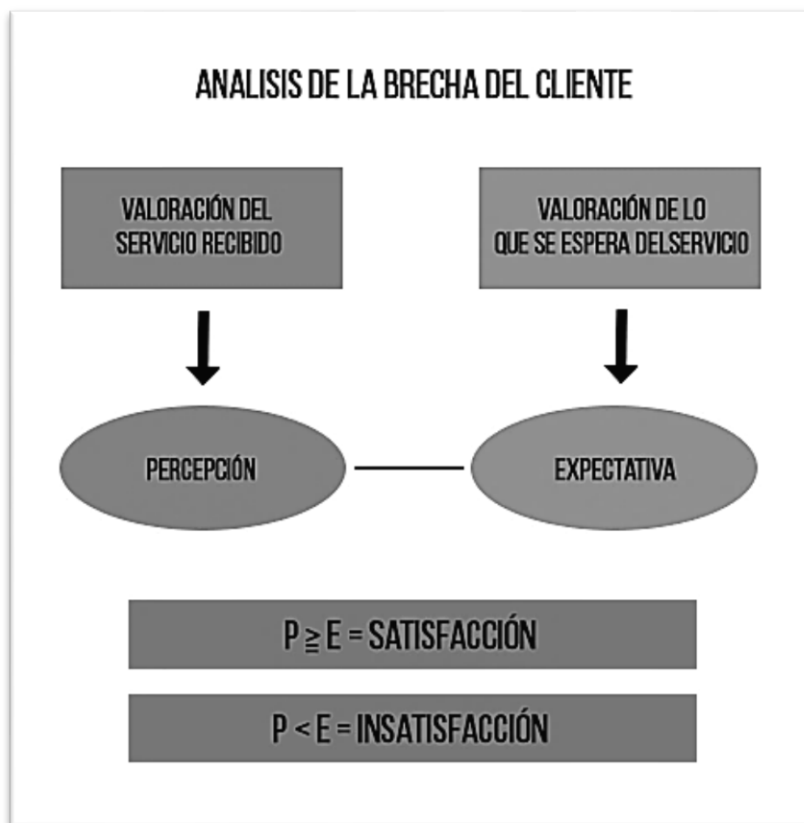 ANALISIS DE LA BRECHA DEL CLIENTE
VALORACIÓN DEL
SERVICIO RECIBIDO
VALORACIÓN DE LO
QUE SE ESPERA DELSERVICIO
PERCEPCIÓN
EXPECTATIVA
P ≧ E = SATISFACCIÓN
P < E = INSATISFACCIÓN